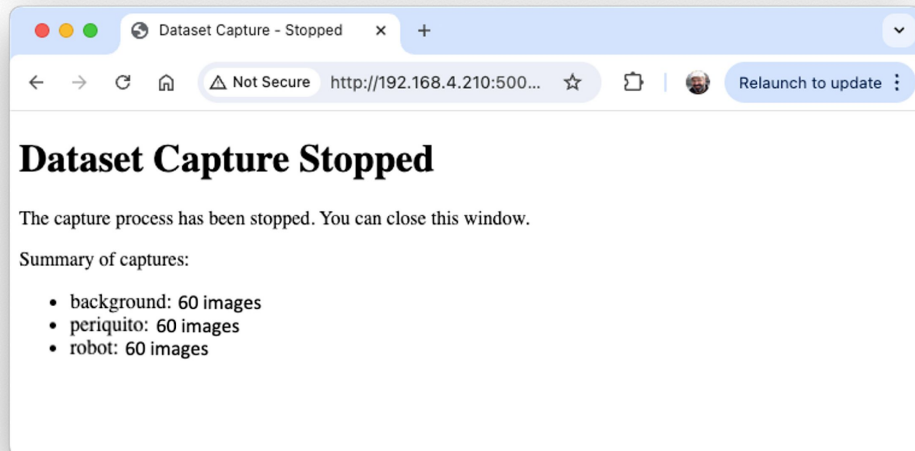 Dataset Capture - Stopped
Not Secure http://192.168.4.210:500... Relaunch to update
Dataset Capture Stopped
The capture process has been stopped. You can close this window.
Summary of captures:
• background: 60 images
• periquito: 60 images
• robot: 60 images